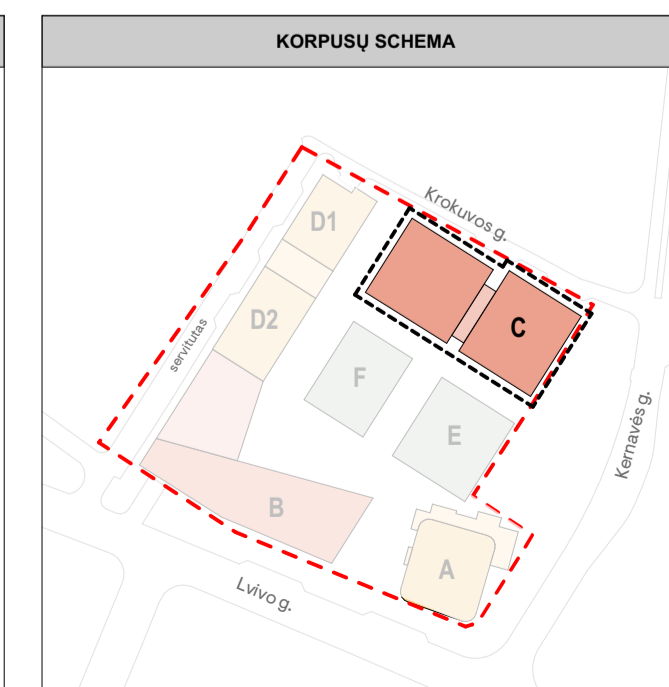 KORPUSŲ SCHEMA
Krokuvos g.
D1
C
D2
servitutas
F
Kernavės g.
E
B
A
Lvivo g.